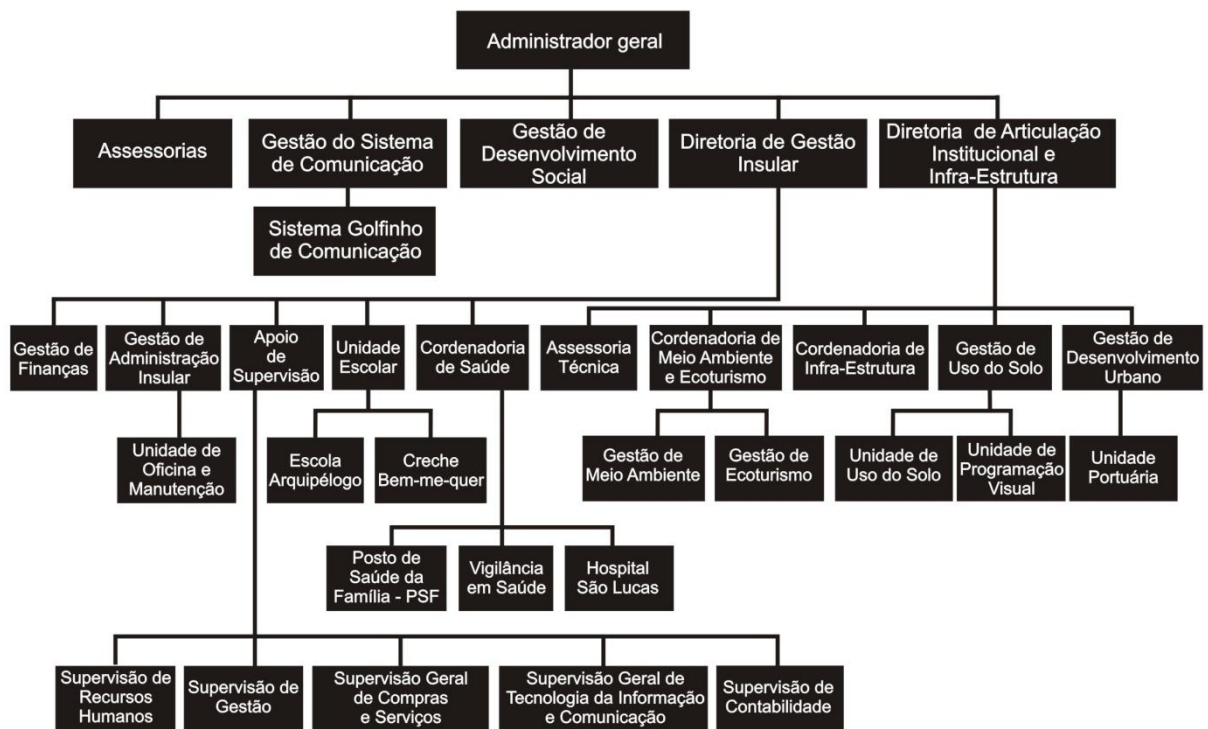 Administrador geral
Assessorias
Gestão do Sistema
de Comunicação
Gestão de
Desenvolvimento
Social
Diretoria de Gestão
Insular
Diretoria de Articulação
Institucional e
Infra-Estrutura
Sistema Golfinho
de Comunicação
Gestão de
Finanças
Gestão de
Administração
Insular
Apoio
de
Supervisão
Unidade
Escolar
Cordenadoria
de Saúde
Assessoria
Técnica
Cordenadoria de
Meio Ambiente
e Ecoturismo
Cordenadoria de
Infra-Estrutura
Gestão de
Uso do Solo
Gestão de
Desenvolvimento
Urbano
Unidade de
Oficina e
Manutenção
Escola
Arquipélogo
Creche
Bem-me-quer
Gestão de
Meio Ambiente
Gestão de
Ecoturismo
Unidade de
Uso do Solo
Unidade de
Programação
Visual
Unidade
Portuária
Posto de
Saúde da
Família - PSF
Vigilância
em Saúde
Hospital
São Lucas
Supervisão de
Recursos
Humanos
Supervisão de
Gestão
Supervisão Geral
de Compras
e Serviços
Supervisão Geral de
Tecnologia da Informação
e Comunicação
Supervisão de
Contabilidade